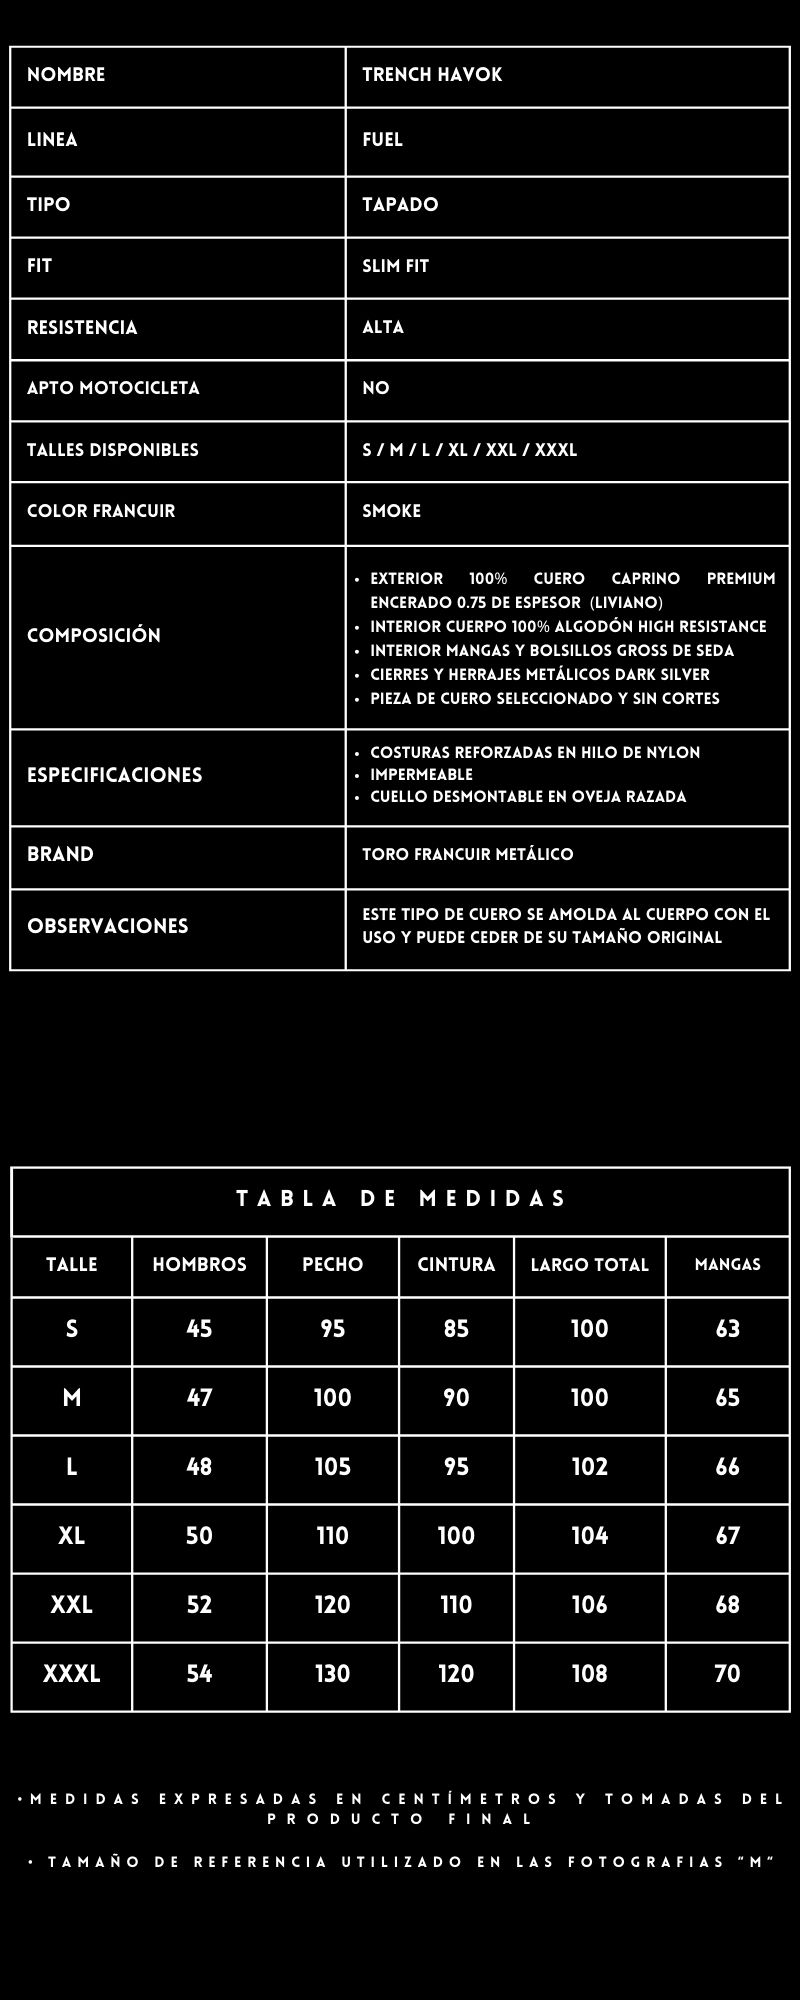 NOMBRE TRENCH HAVOK
LINEA FUEL
TIPO TAPADO
FIT SLIM FIT
RESISTENCIA ALTA
APTO MOTOCICLETA NO
TALLES DISPONIBLES S / M / L / XL / XXL / XXXL
COLOR FRANCUIR SMOKE
COMPOSICIÓN
• EXTERIOR 100% CUERO CAPRINO PREMIUM
ENCERADO 0.75 DE ESPESOR (LIVIANO)
• INTERIOR CUERPO 100% ALGODÓN HIGH RESISTANCE
• INTERIOR MANGAS Y BOLSILLOS GROSS DE SEDA
• CIERRES Y HERRAJES METÁLICOS DARK SILVER
• PIEZA DE CUERO SELECCIONADO Y SIN CORTES
ESPECIFICACIONES
• COSTURAS REFORZADAS EN HILO DE NYLON
• IMPERMEABLE
• CUELLO DESMONTABLE EN OVEJA RAZADA
BRAND TORO FRANCUIR METÁLICO
OBSERVACIONES
ESTE TIPO DE CUERO SE AMOLDA AL CUERPO CON EL
USO Y PUEDE CEDER DE SU TAMAÑO ORIGINAL
TABLA DE MEDIDAS
TALLE HOMBROS PECHO CINTURA LARGO TOTAL MANGAS
S 45 95 85 100 63
M 47 100 90 100 65
L 48 105 95 102 66
XL 50 110 100 104 67
XXL 52 120 110 106 68
XXXL 54 130 120 108 70
•MEDIDAS EXPRESADAS EN CENTÍMETROS Y TOMADAS DEL
PRODUCTO FINAL
• TAMAÑO DE REFERENCIA UTILIZADO EN LAS FOTOGRAFIAS "M"